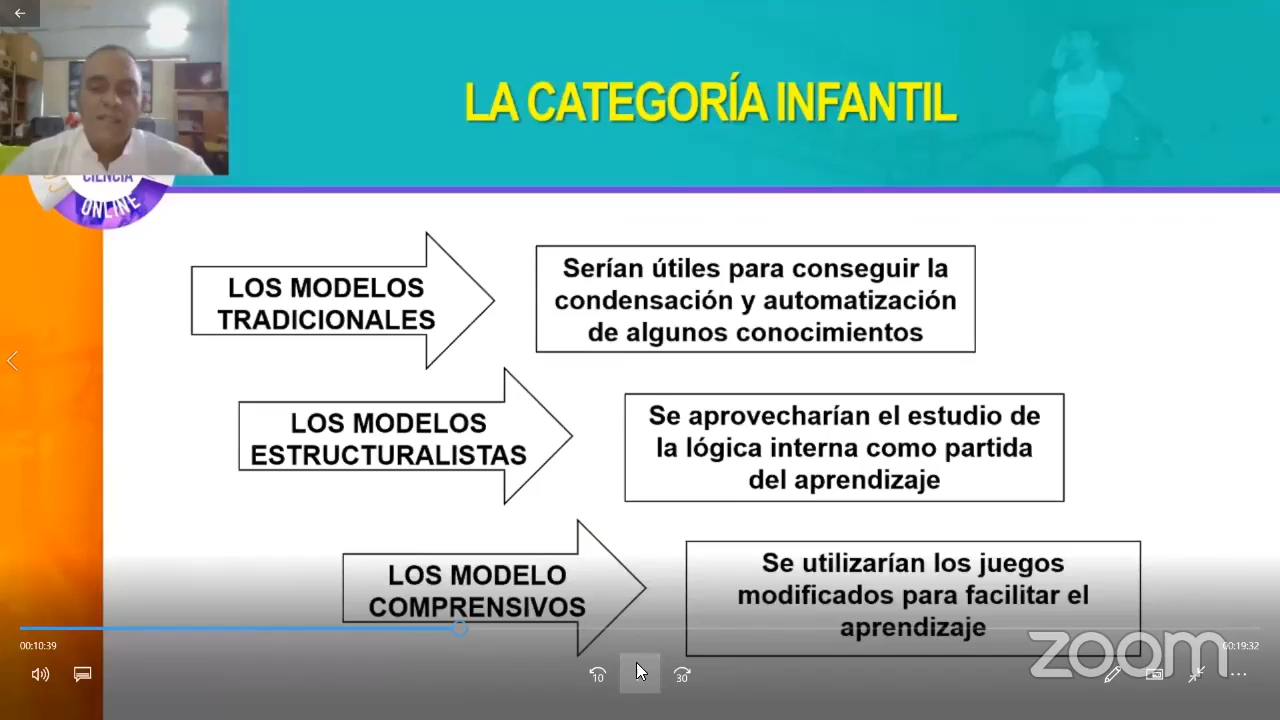 LA CATEGORÍA INFANTIL
CIENCIA
ONLINE
LOS MODELOS
TRADICIONALES
Serían útiles para conseguir la
condensación y automatización
de algunos conocimientos
LOS MODELOS
ESTRUCTURALISTAS
Se aprovecharían el estudio de
la lógica interna como partida
del aprendizaje
LOS MODELO
COMPRENSIVOS
Se utilizarían los juegos
modificados para facilitar el
aprendizaje
00:10:39
00:19:32
zoom
10
30